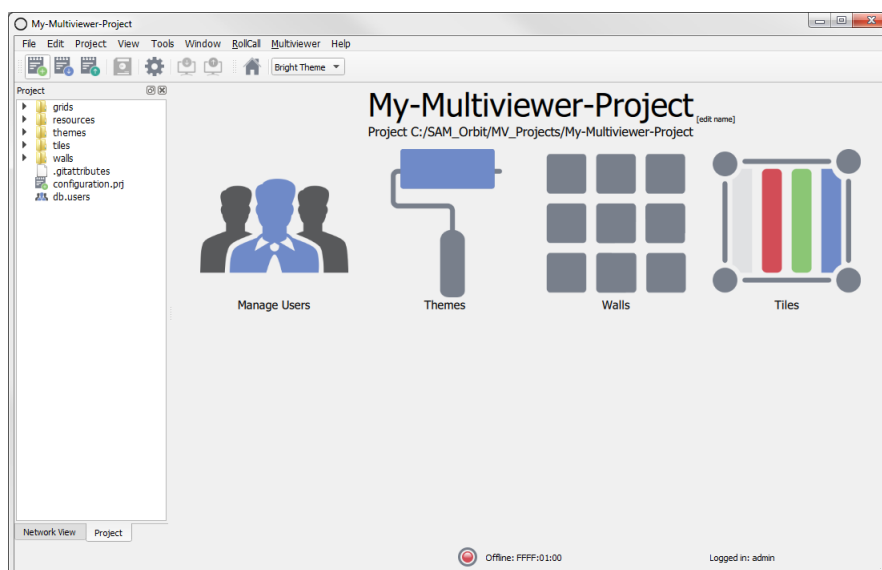 My-Multiviewer-Project
File Edit Project View Tools Window RollCall Multiviewer Help
Bright Theme
Project
grids
resources
themes
tiles
walls
.gitattributes
configuration.prj
db.users
My-Multiviewer-Project [edit name]
Project C:/SAM_Orbit/MV_Projects/My-Multiviewer-Project
Manage Users Themes Walls Tiles
Network View Project
Offline: FFFF:01:00 Logged in: admin